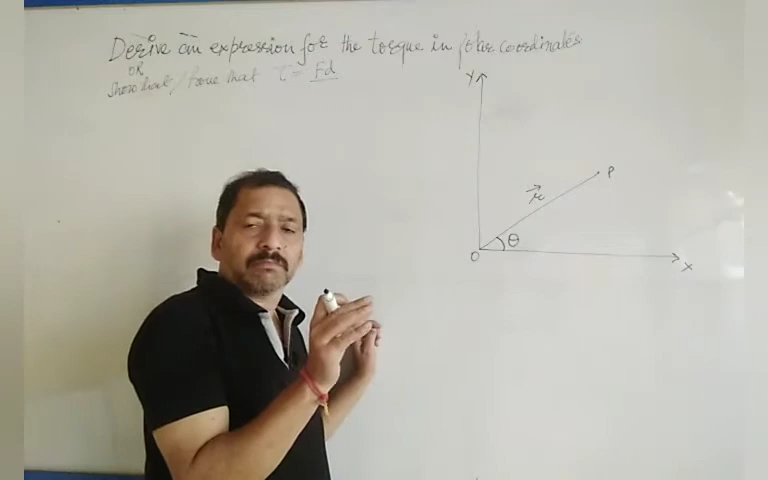 Derive an expression for the torque in polar coordinates
OR
Show that / Prove that τ = Fd
Y
P
r
θ
O
X